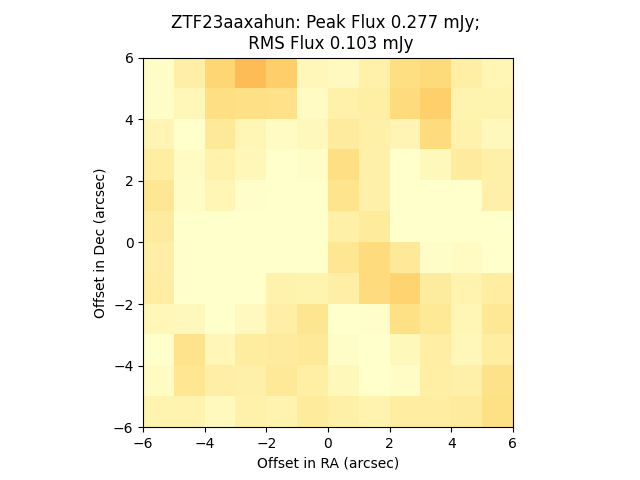 ZTF23aaxahun: Peak Flux 0.277 mJy;
RMS Flux 0.103 mJy
6
4
2
0
−2
−4
−6
Offset in Dec (arcsec)
−6 −4 −2 0 2 4 6
Offset in RA (arcsec)